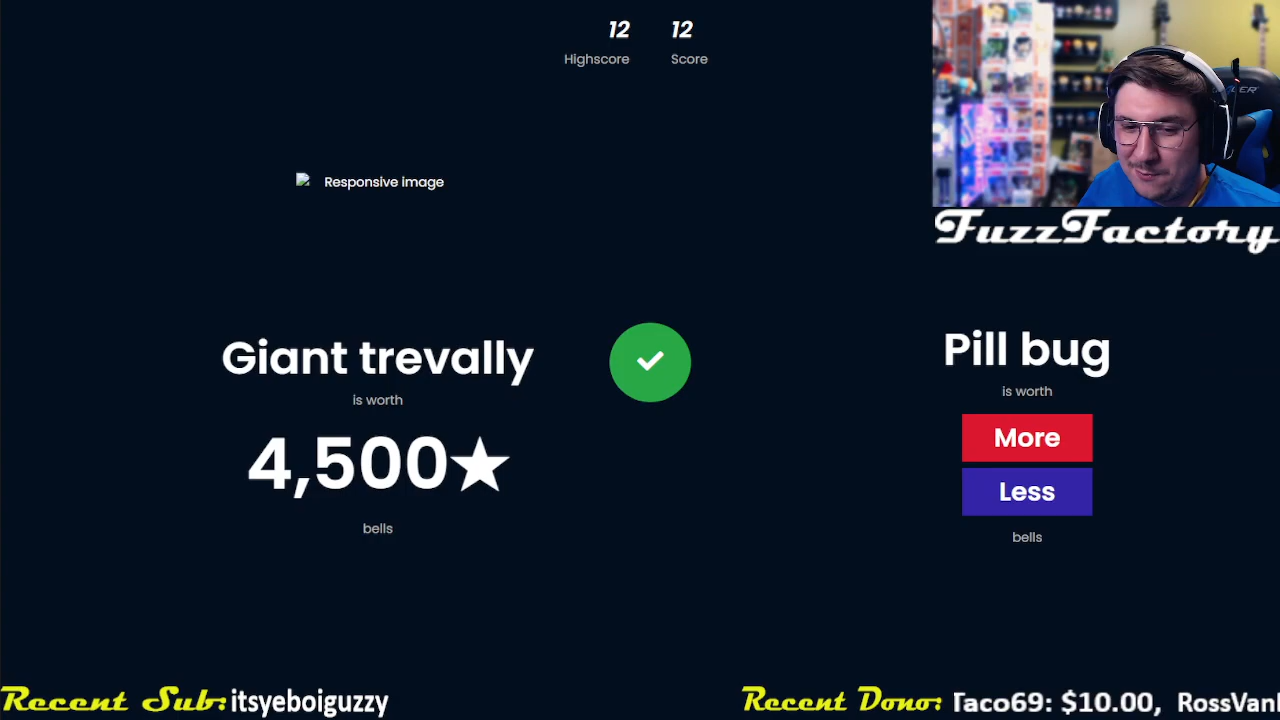 12 12
Highscore Score
Responsive image
FuzzFactory
Giant trevally
is worth
4,500★
bells
Pill bug
is worth
More
Less
bells
Recent Sub: itsyeboiguzzy
Recent Dono: Taco69: $10.00,